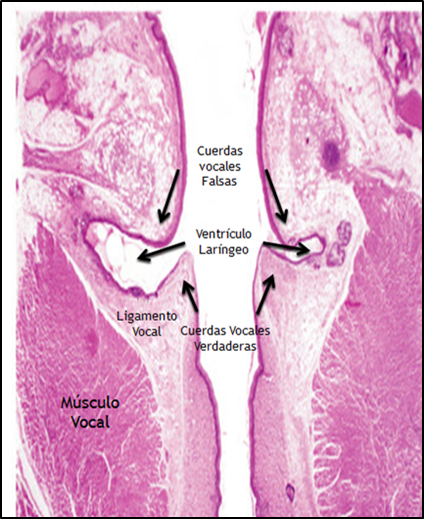 Cuerdas
vocales
Falsas
Ventrículo
Laríngeo
Ligamento
Vocal
Cuerdas Vocales
Verdaderas
Músculo
Vocal